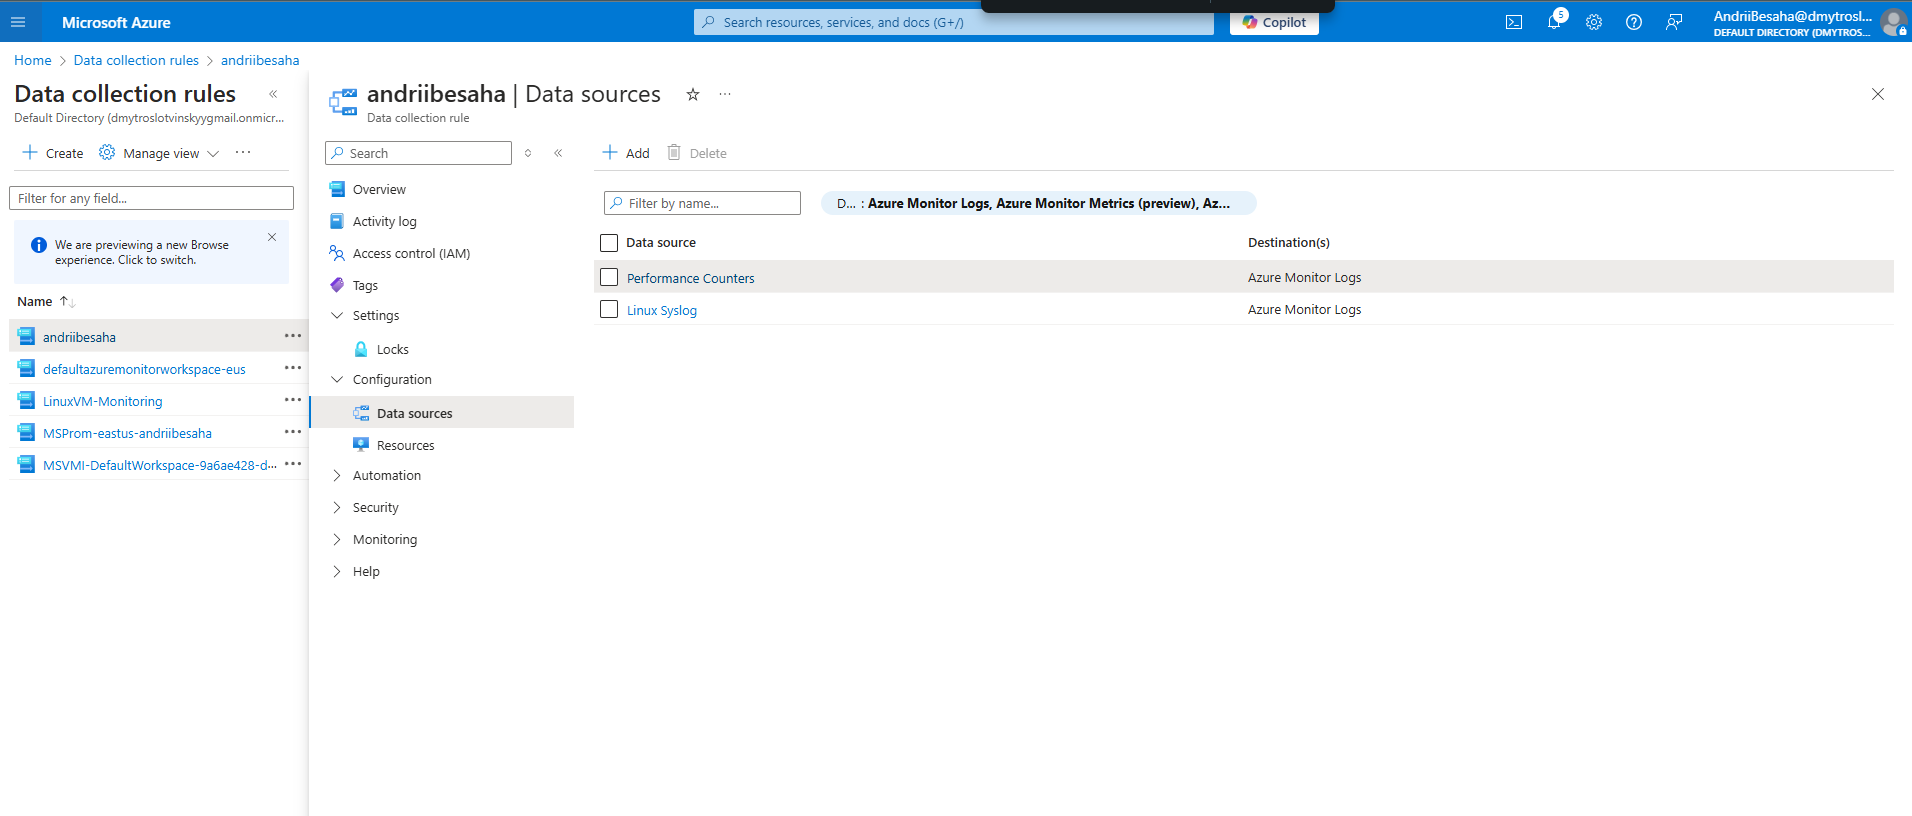 Microsoft Azure
Search resources, services, and docs (G+/)
Copilot
5
AndriiBesaha@dmytrosl...
DEFAULT DIRECTORY (DMYTROS...
Home > Data collection rules > andriibesaha
Data collection rules
Default Directory (dmytroslotvinskyygmail.onmicr...
Create
Manage view
Filter for any field...
We are previewing a new Browse
experience. Click to switch.
Name
andriibesaha
defaultazuremonitorworkspace-eus
LinuxVM-Monitoring
MSProm-eastus-andriibesaha
MSVMI-DefaultWorkspace-9a6ae428-d...
andriibesaha | Data sources
Data collection rule
Search
Overview
Activity log
Access control (IAM)
Tags
Settings
Locks
Configuration
Data sources
Resources
Automation
Security
Monitoring
Help
Add
Delete
Filter by name...
D... : Azure Monitor Logs, Azure Monitor Metrics (preview), Az...
Data source Destination(s)
Performance Counters Azure Monitor Logs
Linux Syslog Azure Monitor Logs